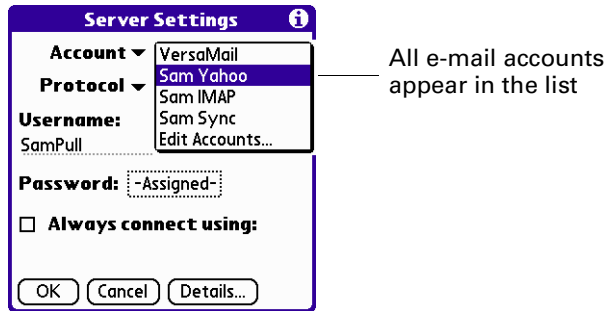 Server Settings
Account VersaMail
Sam Yahoo
Protocol Sam IMAP
Username: Sam Sync
SamPull Edit Accounts...
Password: -Assigned-
Always connect using:
OK Cancel Details...
All e-mail accounts
appear in the list